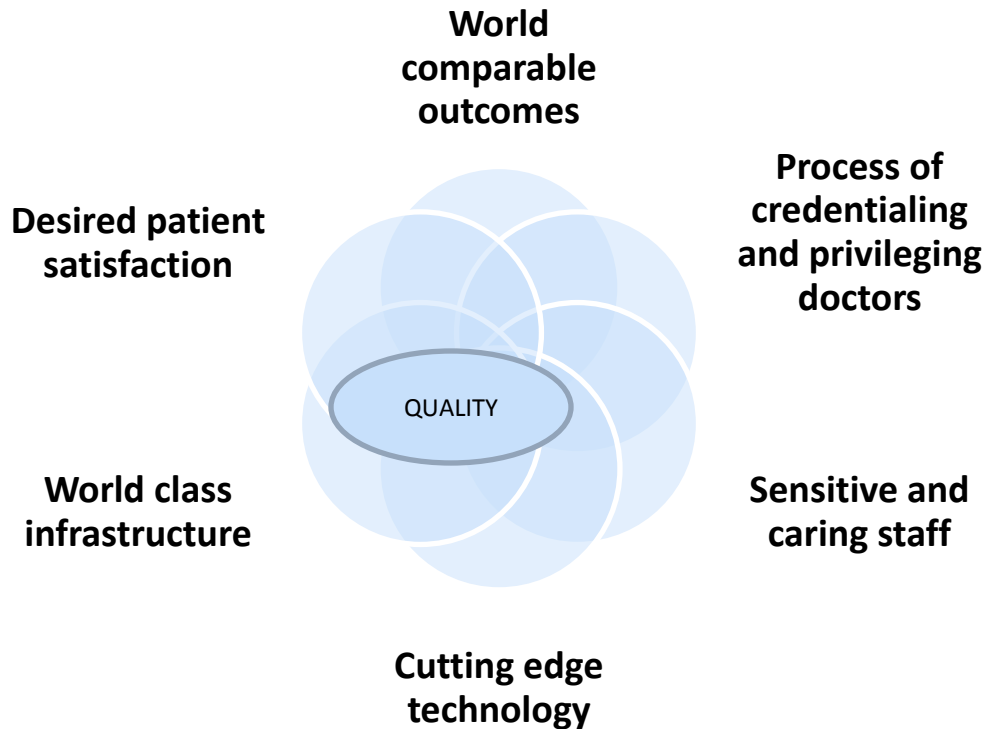 World
comparable
outcomes
Process of
credentialing
and privileging
doctors
Desired patient
satisfaction
QUALITY
World class
infrastructure
Sensitive and
caring staff
Cutting edge
technology